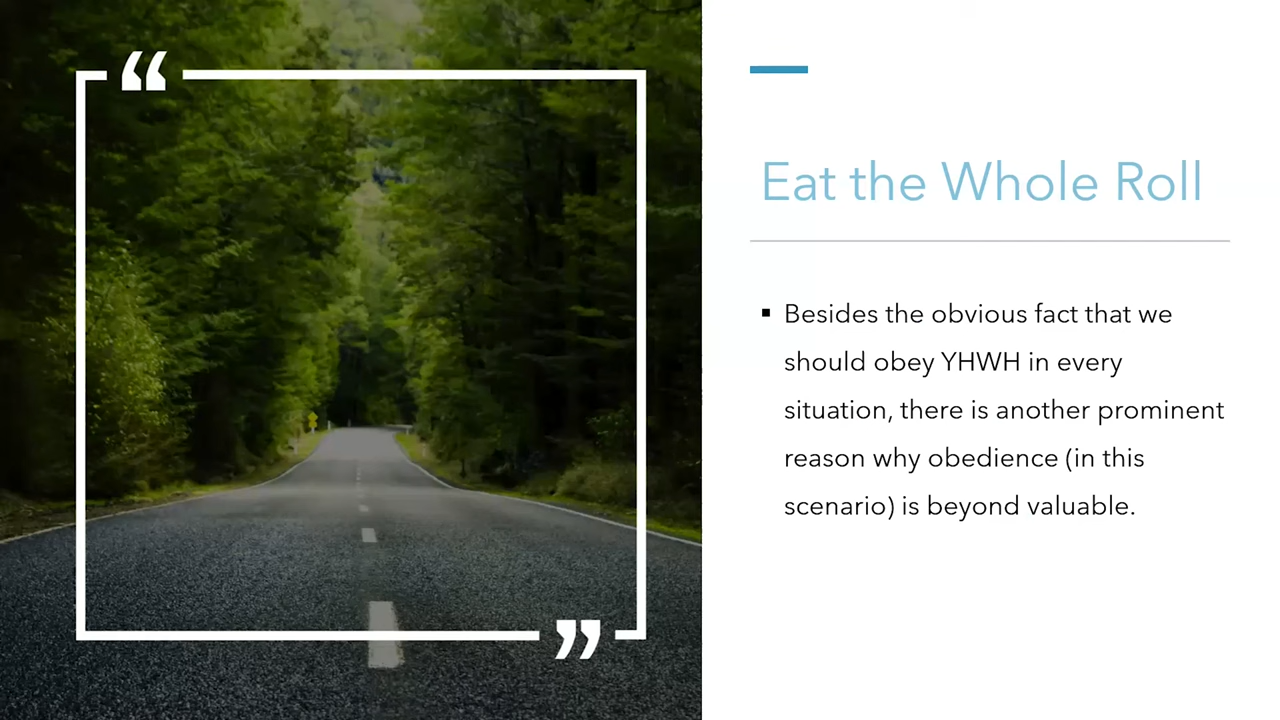 “
”
Eat the Whole Roll
▪ Besides the obvious fact that we
should obey YHWH in every
situation, there is another prominent
reason why obedience (in this
scenario) is beyond valuable.